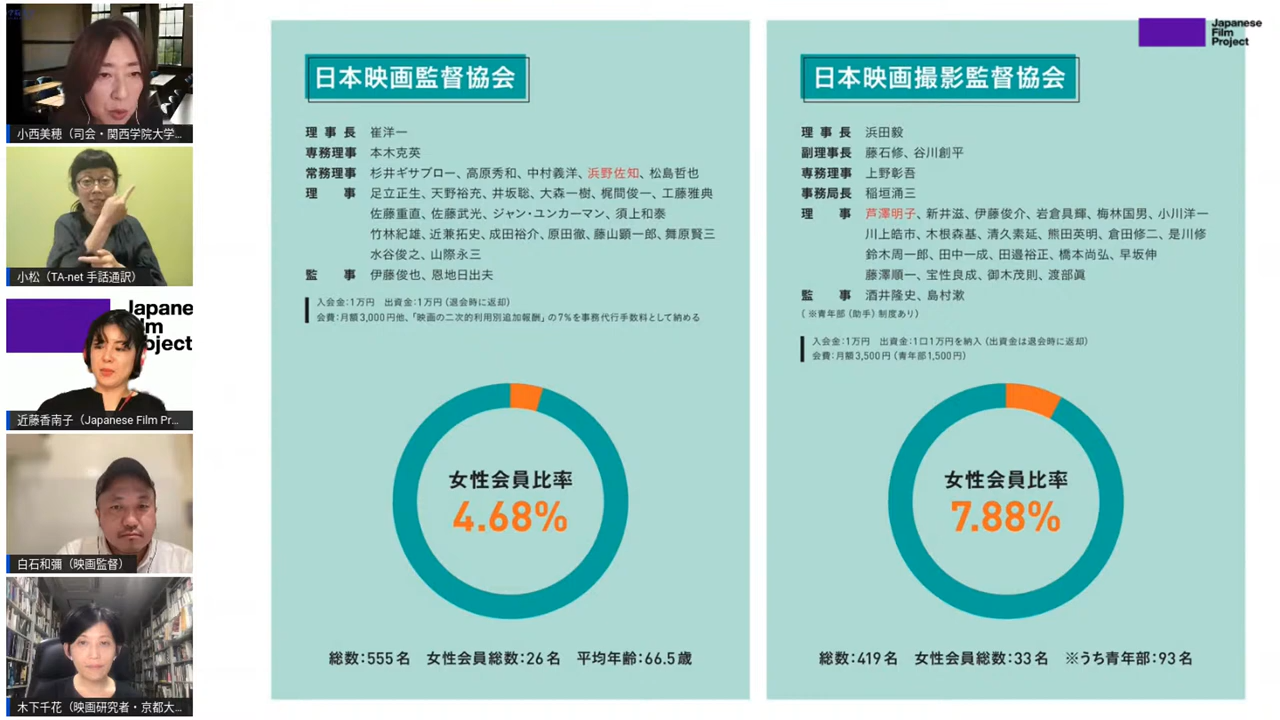 小西美穂（司会・関西学院大学…
小松（TA-net 手話通訳）
Japanese
Film
Project
近藤香南子（Japanese Film Pr…
白石和彌（映画監督）
木下千花（映画研究者・京都大…
日本映画監督協会
理事長 崔洋一
専務理事 本木克英
常務理事 杉井ギサブロー、高原秀和、中村義洋、浜野佐知、松島哲也
理事 足立正生、天野裕充、井坂聡、大森一樹、梶間俊一、工藤雅典
佐藤重直、佐藤武光、ジャン・ユンカーマン、須上和泰
竹林紀雄、近兼拓史、成田裕介、原田徹、藤山顕一郎、舞原賢三
水谷俊之、山際永三
監事 伊藤俊也、恩地日出夫
入会金：1万円 出資金：1万円（退会時に返却）
会費：月額3,000円他、「映画の二次的利用別追加報酬」の7％を事務代行手数料として納める
女性会員比率
4.68%
総数：555名 女性会員総数：26名 平均年齢：66.5歳
日本映画撮影監督協会
理事長 浜田毅
副理事長 藤石修、谷川創平
専務理事 上野彰吾
事務局長 稲垣涌三
理事 芦澤明子、新井滋、伊藤俊介、岩倉具輝、梅林国男、小川洋一
川上皓市、木根森基、清久素延、熊田英明、倉田修二、是川修
鈴木周一郎、田中一成、田邉裕正、橋本尚弘、早坂伸
藤澤順一、宝性良成、御木茂則、渡部眞
監事 酒井隆史、島村漱
（※青年部（助手）制度あり）
入会金：1万円 出資金：1口1万円を納入（出資金は退会時に返却）
会費：月額3,500円（青年部1,500円）
女性会員比率
7.88%
総数：419名 女性会員総数：33名 ※うち青年部：93名
Japanese
Film
Project